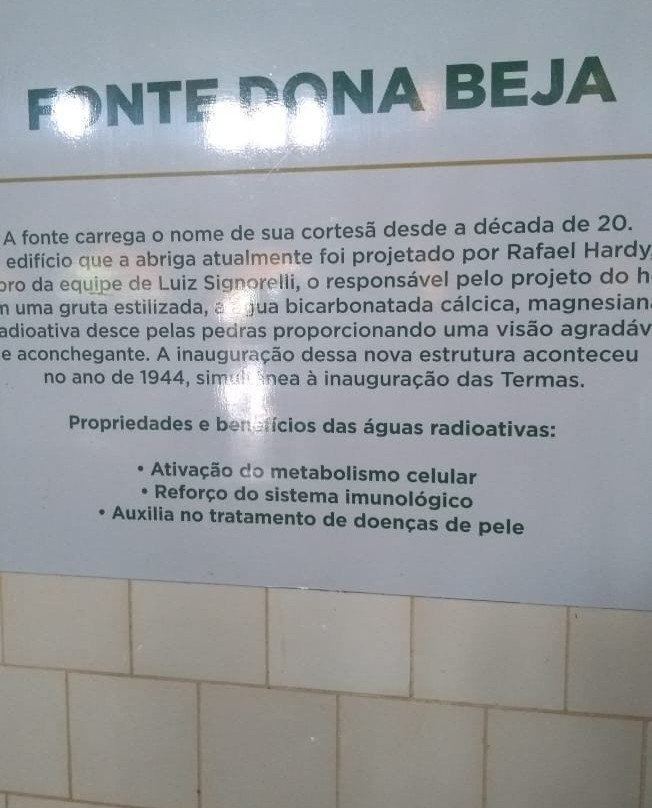 FONTE DONA BEJA
A fonte carrega o nome de sua cortesã desde a década de 20.
edifício que a abriga atualmente foi projetado por Rafael Hardy,
bro da equipe de Luiz Signorelli, o responsável pelo projeto do h
m uma gruta estilizada, a água bicarbonatada cálcica, magnesiana
adioativa desce pelas pedras proporcionando uma visão agradáv
e aconchegante. A inauguração dessa nova estrutura aconteceu
no ano de 1944, simultânea à inauguração das Termas.
Propriedades e benefícios das águas radioativas:
• Ativação do metabolismo celular
• Reforço do sistema imunológico
• Auxilia no tratamento de doenças de pele